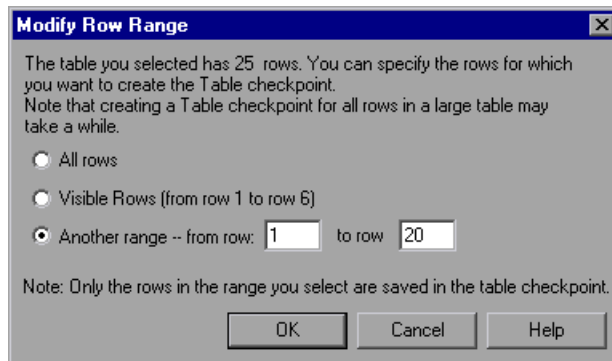 Modify Row Range
The table you selected has 25 rows. You can specify the rows for which
you want to create the Table checkpoint.
Note that creating a Table checkpoint for all rows in a large table may
take a while.
All rows
Visible Rows (from row 1 to row 6)
Another range -- from row: 1 to row 20
Note: Only the rows in the range you select are saved in the table checkpoint.
OK Cancel Help